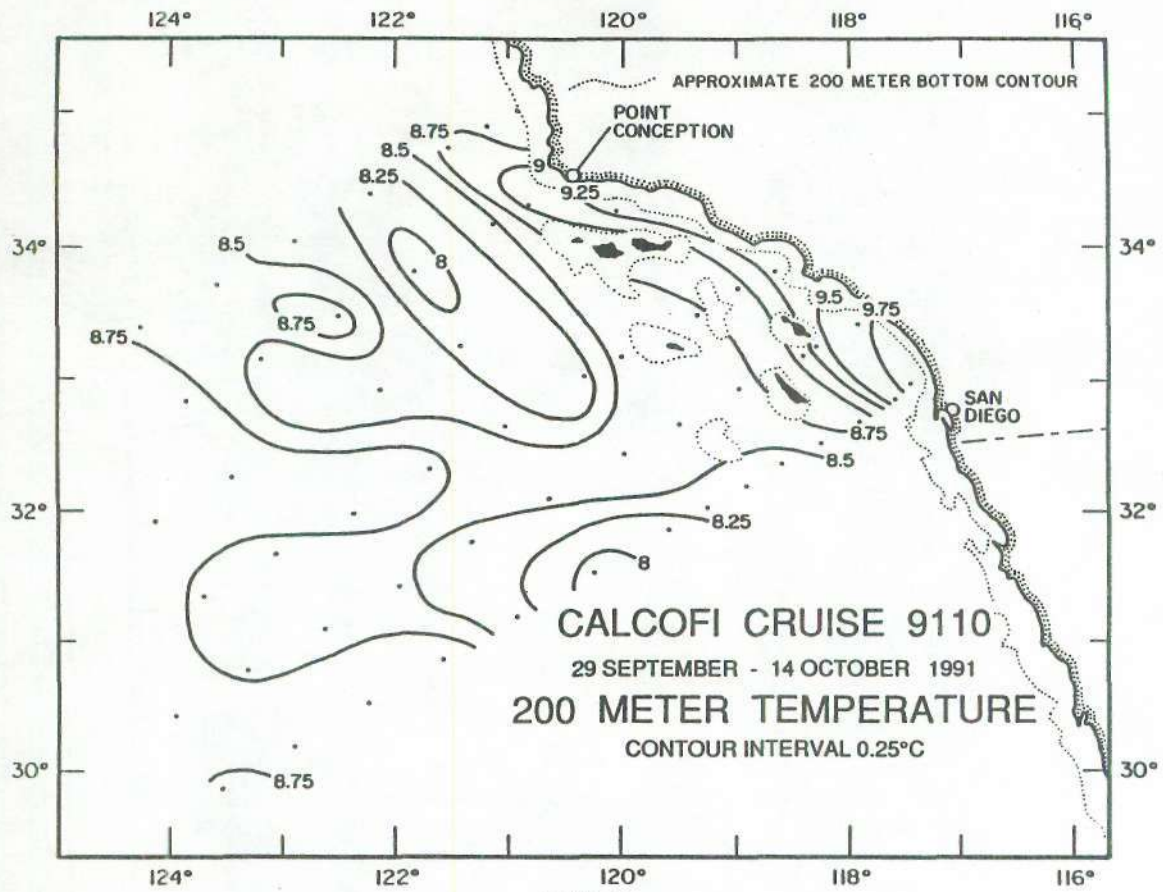 124° 122° 120° 118° 116°
APPROXIMATE 200 METER BOTTOM CONTOUR
POINT
CONCEPTION
8.75
8.5
8.25
9
9.25
34° 34°
8.5
8
8.75
9.5
9.75
8.75
SAN
DIEGO
8.75
8.5
32° 32°
8.25
8
CALCOFI CRUISE 9110
29 SEPTEMBER - 14 OCTOBER 1991
200 METER TEMPERATURE
CONTOUR INTERVAL 0.25°C
30° 30°
8.75
124° 122° 120° 118° 116°